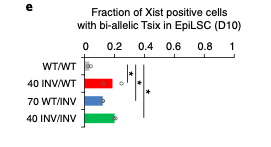 e
Fraction of Xist positive cells
with bi-allelic Tsix in EpiLSC (D10)
0 0.2 0.4 0.6 0.8 1
WT/WT
40 INV/WT
70 WT/INV
40 INV/INV
* * *